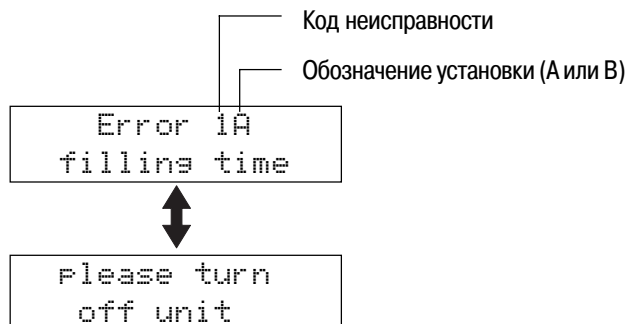 Код неисправности
Обозначение установки (А или В)
Error 1A
filling time
please turn
off unit